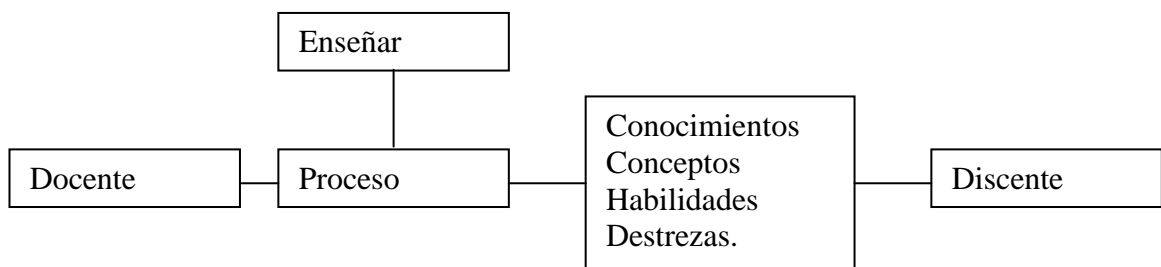 Enseñar
Docente
Proceso
Conocimientos
Conceptos
Habilidades
Destrezas.
Discente